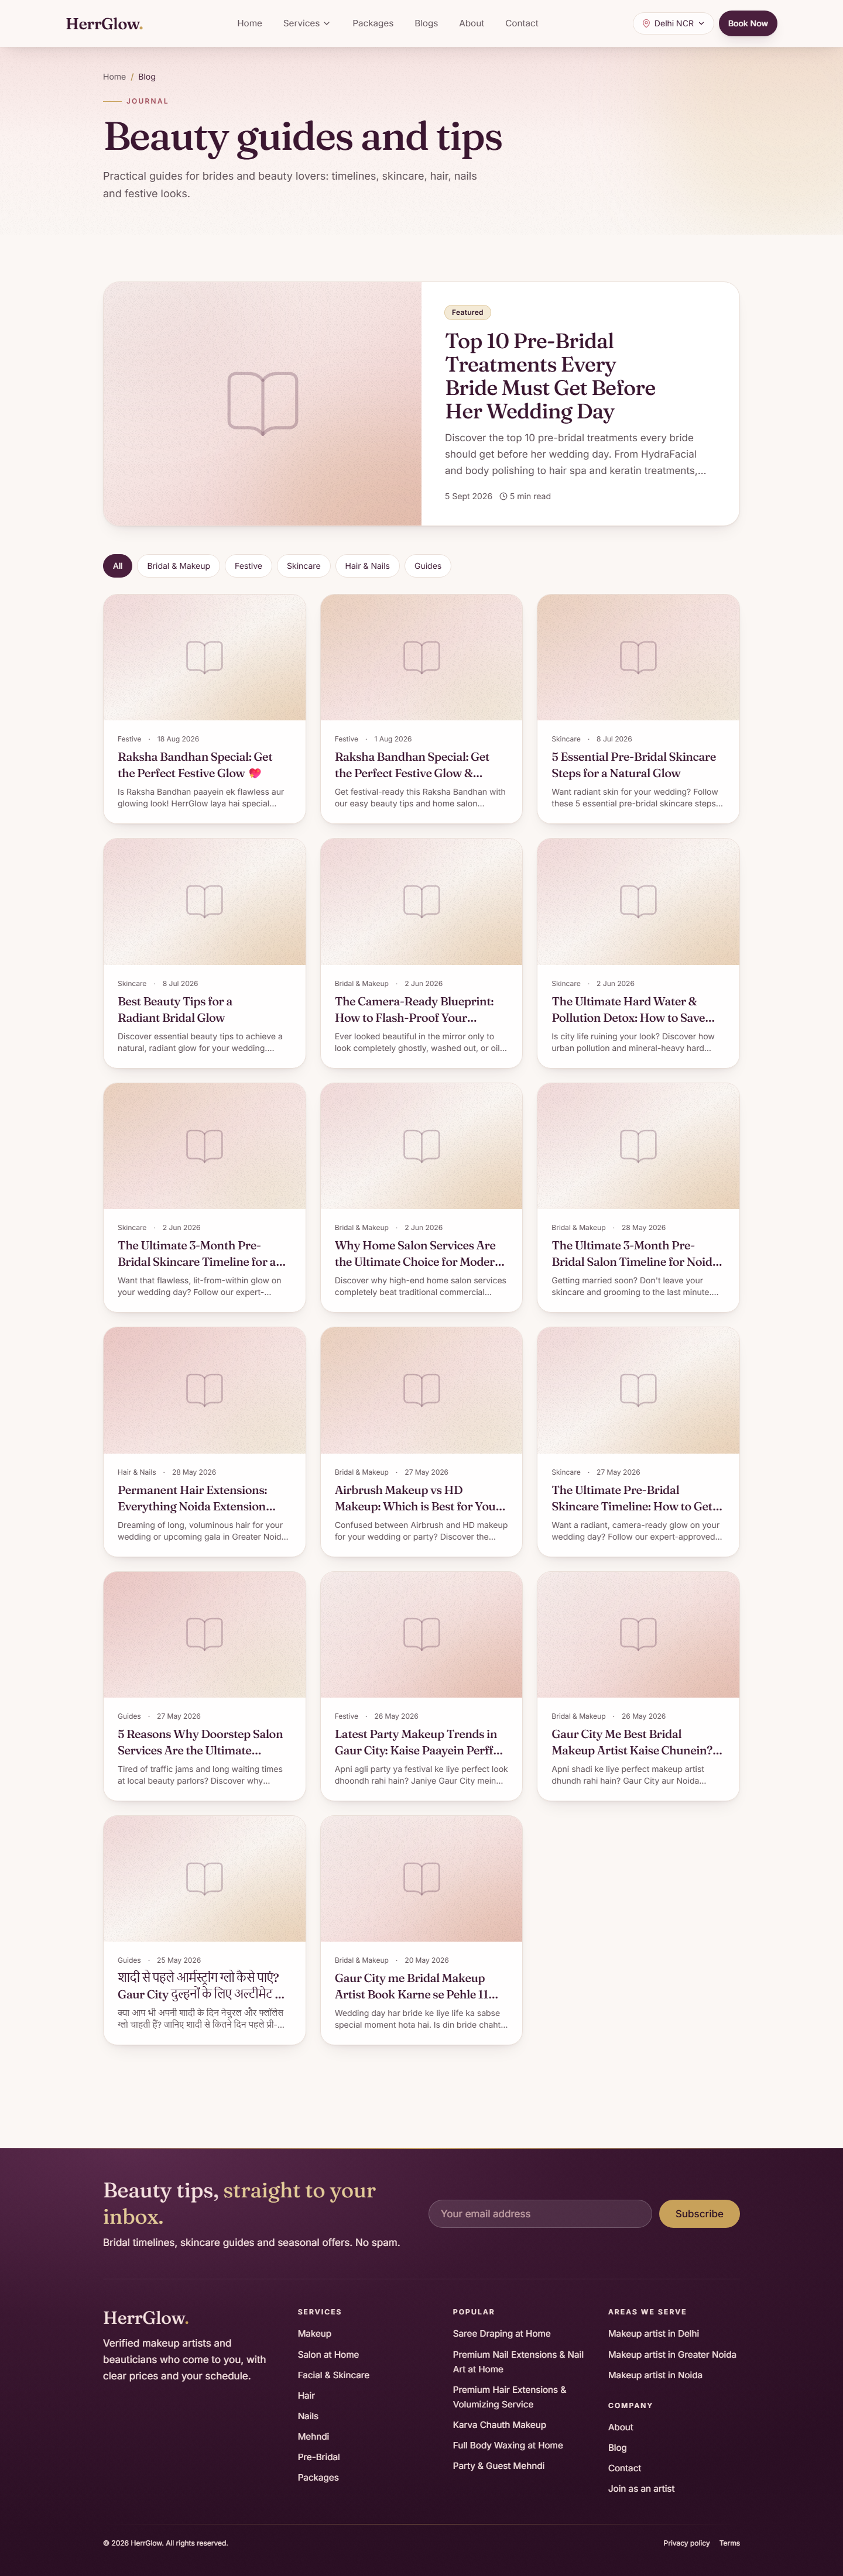 HerrGlow.
Home
Services
Packages
Blogs
About
Contact
Delhi NCR
Book Now
Home / Blog
JOURNAL
Beauty guides and tips
Practical guides for brides and beauty lovers: timelines, skincare, hair, nails
and festive looks.
Featured
Top 10 Pre-Bridal
Treatments Every
Bride Must Get Before
Her Wedding Day
Discover the top 10 pre-bridal treatments every bride
should get before her wedding day. From HydraFacial
and body polishing to hair spa and keratin treatments,...
5 Sept 2026 5 min read
All
Bridal & Makeup
Festive
Skincare
Hair & Nails
Guides
Festive · 18 Aug 2026
Raksha Bandhan Special: Get
the Perfect Festive Glow 💖
Is Raksha Bandhan paayein ek flawless aur
glowing look! HerrGlow laya hai special...
Festive · 1 Aug 2026
Raksha Bandhan Special: Get
the Perfect Festive Glow &...
Get festival-ready this Raksha Bandhan with
our easy beauty tips and home salon...
Skincare · 8 Jul 2026
5 Essential Pre-Bridal Skincare
Steps for a Natural Glow
Want radiant skin for your wedding? Follow
these 5 essential pre-bridal skincare steps...
Skincare · 8 Jul 2026
Best Beauty Tips for a
Radiant Bridal Glow
Discover essential beauty tips to achieve a
natural, radiant glow for your wedding....
Bridal & Makeup · 2 Jun 2026
The Camera-Ready Blueprint:
How to Flash-Proof Your...
Ever looked beautiful in the mirror only to
look completely ghostly, washed out, or oil...
Skincare · 2 Jun 2026
The Ultimate Hard Water &
Pollution Detox: How to Save...
Is city life ruining your look? Discover how
urban pollution and mineral-heavy hard...
Skincare · 2 Jun 2026
The Ultimate 3-Month Pre-
Bridal Skincare Timeline for a...
Want that flawless, lit-from-within glow on
your wedding day? Follow our expert-...
Bridal & Makeup · 2 Jun 2026
Why Home Salon Services Are
the Ultimate Choice for Moder...
Discover why high-end home salon services
completely beat traditional commercial...
Bridal & Makeup · 28 May 2026
The Ultimate 3-Month Pre-
Bridal Salon Timeline for Noid...
Getting married soon? Don't leave your
skincare and grooming to the last minute....
Hair & Nails · 28 May 2026
Permanent Hair Extensions:
Everything Noida Extension...
Dreaming of long, voluminous hair for your
wedding or upcoming gala in Greater Noid...
Bridal & Makeup · 27 May 2026
Airbrush Makeup vs HD
Makeup: Which is Best for You...
Confused between Airbrush and HD makeup
for your wedding or party? Discover the...
Skincare · 27 May 2026
The Ultimate Pre-Bridal
Skincare Timeline: How to Get...
Want a radiant, camera-ready glow on your
wedding day? Follow our expert-approved...
Guides · 27 May 2026
5 Reasons Why Doorstep Salon
Services Are the Ultimate...
Tired of traffic jams and long waiting times
at local beauty parlors? Discover why...
Festive · 26 May 2026
Latest Party Makeup Trends in
Gaur City: Kaise Paayein Perff...
Apni agli party ya festival ke liye perfect look
dhoondh rahi hain? Janiye Gaur City mein...
Bridal & Makeup · 26 May 2026
Gaur City Me Best Bridal
Makeup Artist Kaise Chunein?...
Apni shadi ke liye perfect makeup artist
dhundh rahi hain? Gaur City aur Noida...
Guides · 25 May 2026
शादी से पहले आर्मस्ट्रांग ग्लो कैसे पाएं?
Gaur City दुल्हनों के लिए अल्टीमेट ...
क्या आप भी अपनी शादी के दिन नेचुरल और फ्लॉलेस
ग्लो चाहती हैं? जानिए शादी से कितने दिन पहले प्री-...
Bridal & Makeup · 20 May 2026
Gaur City me Bridal Makeup
Artist Book Karne se Pehle 11...
Wedding day har bride ke liye life ka sabse
special moment hota hai. Is din bride chaht...
Beauty tips, straight to your
inbox.
Bridal timelines, skincare guides and seasonal offers. No spam.
Your email address
Subscribe
HerrGlow.
Verified makeup artists and
beauticians who come to you, with
clear prices and your schedule.
SERVICES
Makeup
Salon at Home
Facial & Skincare
Hair
Nails
Mehndi
Pre-Bridal
Packages
POPULAR
Saree Draping at Home
Premium Nail Extensions & Nail
Art at Home
Premium Hair Extensions &
Volumizing Service
Karva Chauth Makeup
Full Body Waxing at Home
Party & Guest Mehndi
AREAS WE SERVE
Makeup artist in Delhi
Makeup artist in Greater Noida
Makeup artist in Noida
COMPANY
About
Blog
Contact
Join as an artist
© 2026 HerrGlow. All rights reserved.
Privacy policy
Terms